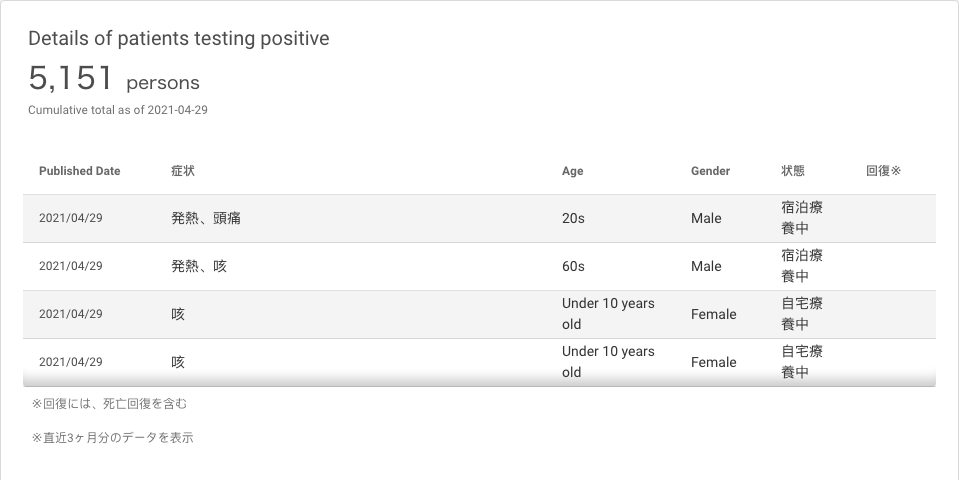 Details of patients testing positive
5,151 persons
Cumulative total as of 2021-04-29
Published Date 症状 Age Gender 状態 回復※
2021/04/29 発熱、頭痛 20s Male 宿泊療
養中
2021/04/29 発熱、咳 60s Male 宿泊療
養中
2021/04/29 咳 Under 10 years Female 自宅療
old 養中
2021/04/29 咳 Under 10 years Female 自宅療
old 養中
※回復には、死亡回復を含む
※直近3ヶ月分のデータを表示